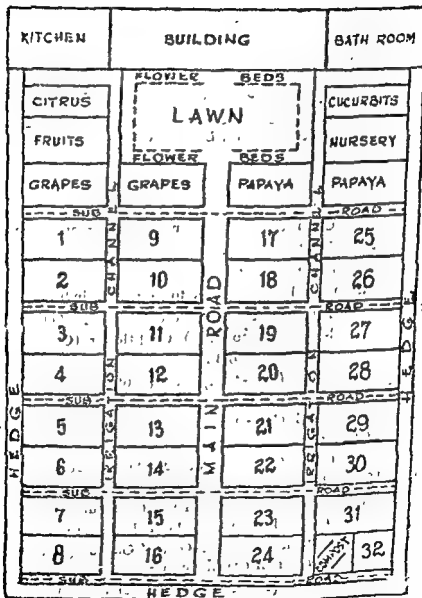 KITCHEN BUILDING BATH ROOM
FLOWER BEDS
CITRUS LAWN CUCURBITS
FRUITS NURSERY
FLOWER BEDS
GRAPES GRAPES PAPAYA PAPAYA
SUB ROAD
1 9 17 25
2 10 18 26
SUB ROAD
3 11 19 27
4 12 20 28
SUB ROAD
5 13 21 29
6 14 22 30
SUB ROAD
7 15 23 31
8 16 24 COMPOST 32
SUB ROAD
HEDGE
HEDGE
IRRIGATION CHANNEL
MAIN ROAD
IRRIGATION CHANNEL
HEDGE